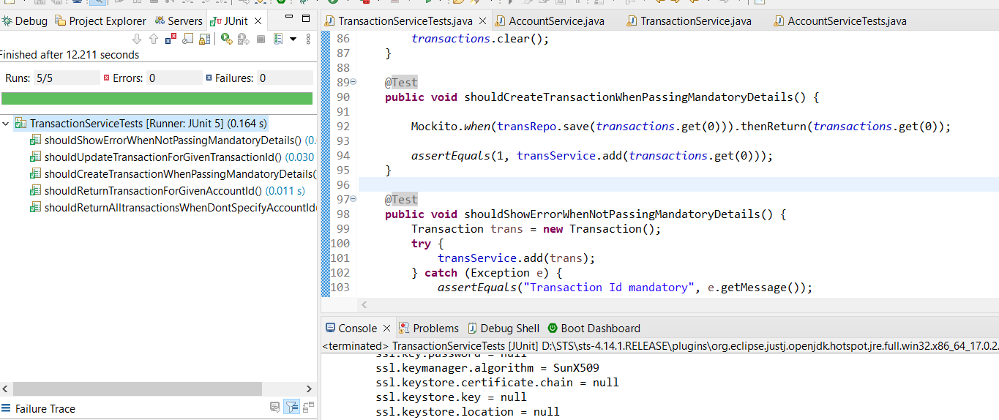 Debug Project Explorer Servers JUnit
Finished after 12.211 seconds
Runs: 5/5 Errors: 0 Failures: 0
TransactionServiceTests [Runner: JUnit 5] (0.164 s)
shouldShowErrorWhenNotPassingMandatoryDetails() (0.
shouldUpdateTransactionForGivenTransactionId() (0.030
shouldCreateTransactionWhenPassingMandatoryDetails(
shouldReturnTransactionForGivenAccountId() (0.011 s)
shouldReturnAlltransactionsWhenDontSpecifyAccountId
Failure Trace
TransactionServiceTests.java AccountService.java TransactionService.java AccountServiceTests.java
86 transactions.clear();
87 }
88
89 @Test
90 public void shouldCreateTransactionWhenPassingMandatoryDetails() {
91
92 Mockito.when(transRepo.save(transactions.get(0))).thenReturn(transactions.get(0));
93
94 assertEquals(1, transService.add(transactions.get(0)));
95 }
96
97 @Test
98 public void shouldShowErrorWhenNotPassingMandatoryDetails() {
99 Transaction trans = new Transaction();
100 try {
101 transService.add(trans);
102 } catch (Exception e) {
103 assertEquals("Transaction Id mandatory", e.getMessage());
Console Problems Debug Shell Boot Dashboard
<terminated> TransactionServiceTests [JUnit] D:\STS\sts-4.14.1.RELEASE\plugins\org.eclipse.justj.openjdk.hotspot.jre.full.win32.x86_64_17.0.2.
ssl.key.password = null
ssl.keymanager.algorithm = SunX509
ssl.keystore.certificate.chain = null
ssl.keystore.key = null
ssl.keystore.location = null